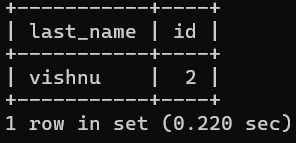 +-----------+----+
| last_name | id |
+-----------+----+
| vishnu    |  2 |
+-----------+----+
1 row in set (0.220 sec)